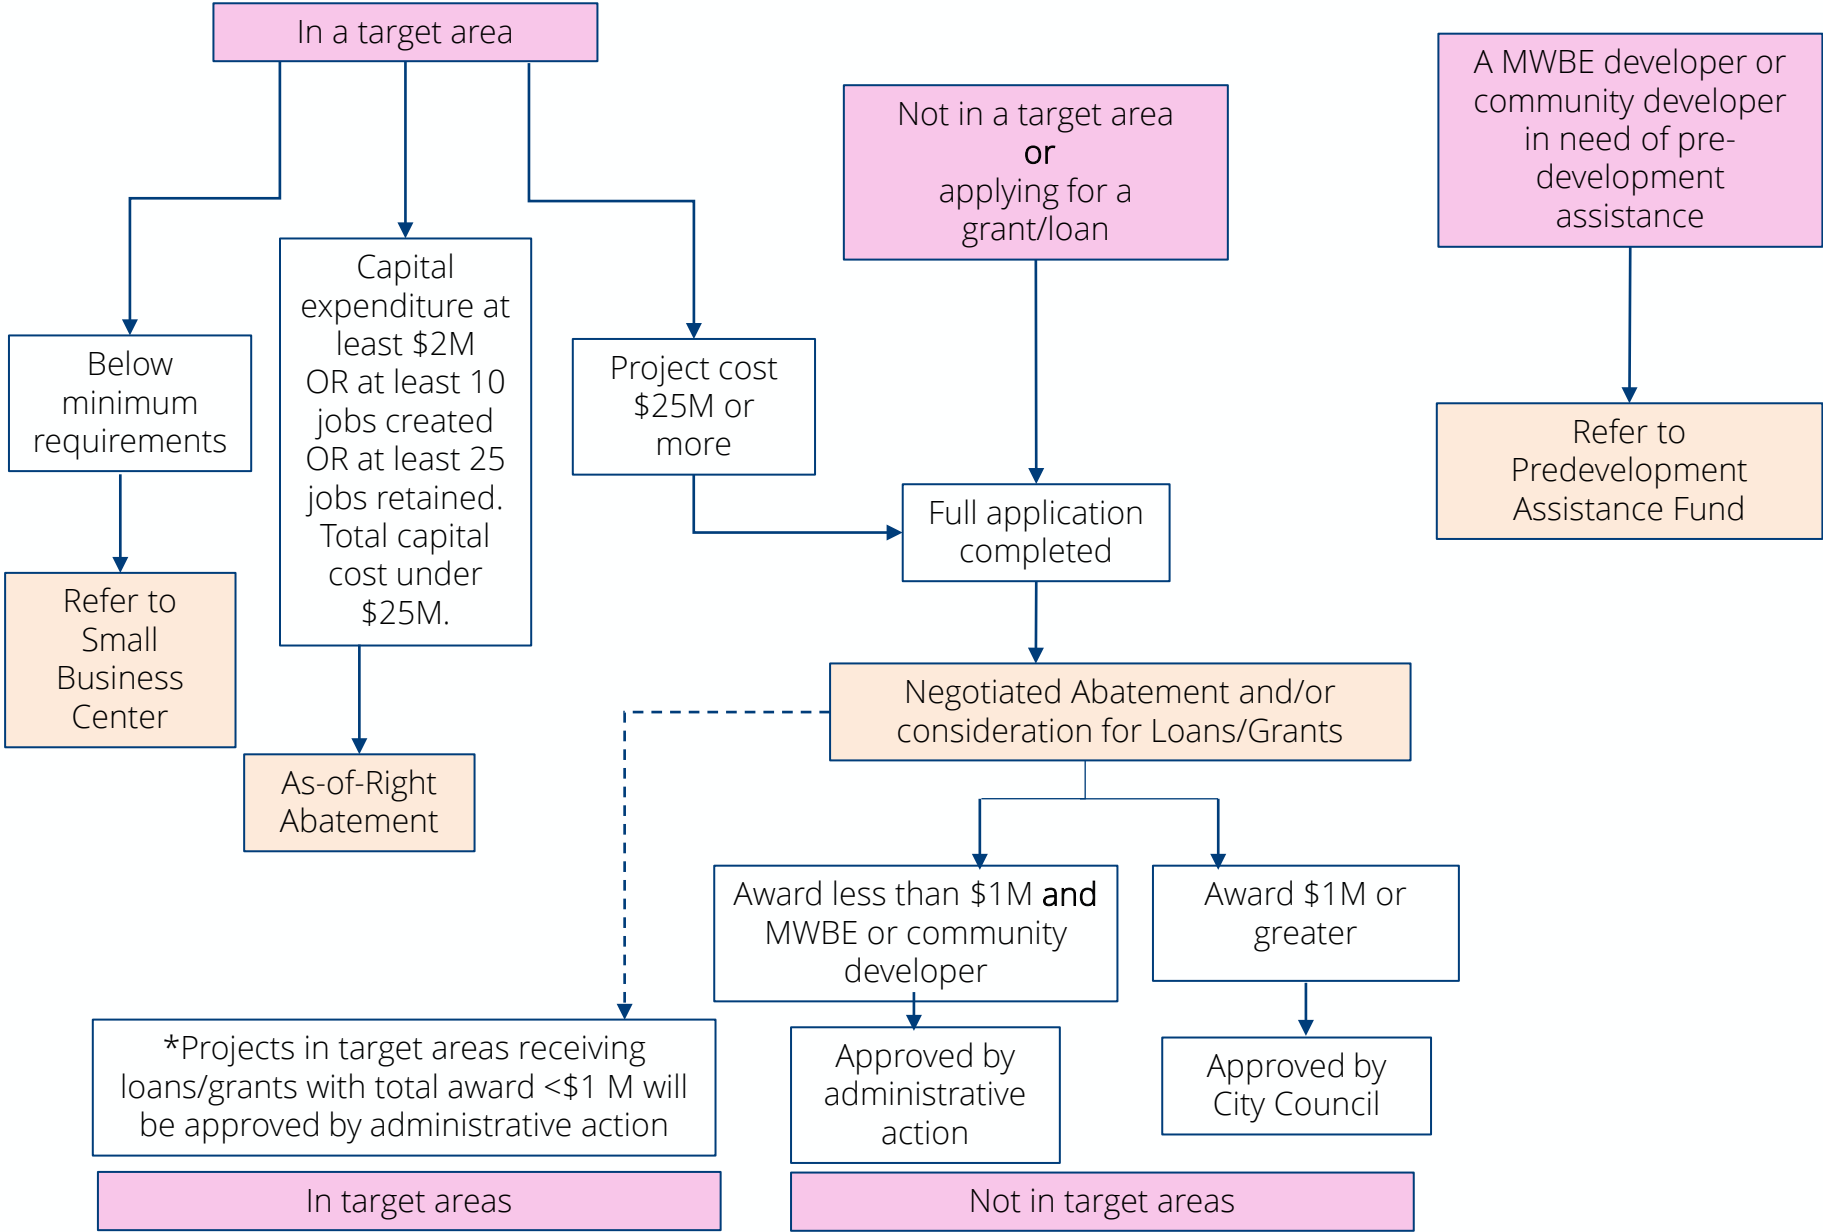 In a target area
A MWBE developer or
community developer
in need of pre-
development
assistance
Not in a target area
or
applying for a
grant/loan
Capital
expenditure at
least $2M
OR at least 10
jobs created
OR at least 25
jobs retained.
Total capital
cost under
$25M.
Below
minimum
requirements
Project cost
$25M or
more
Refer to
Predevelopment
Assistance Fund
Full application
completed
Refer to
Small
Business
Center
Negotiated Abatement and/or
consideration for Loans/Grants
As-of-Right
Abatement
Award less than $1M and
MWBE or community
developer
Award $1M or
greater
*Projects in target areas receiving
loans/grants with total award <$1 M will
be approved by administrative action
Approved by
administrative
action
Approved by
City Council
In target areas
Not in target areas